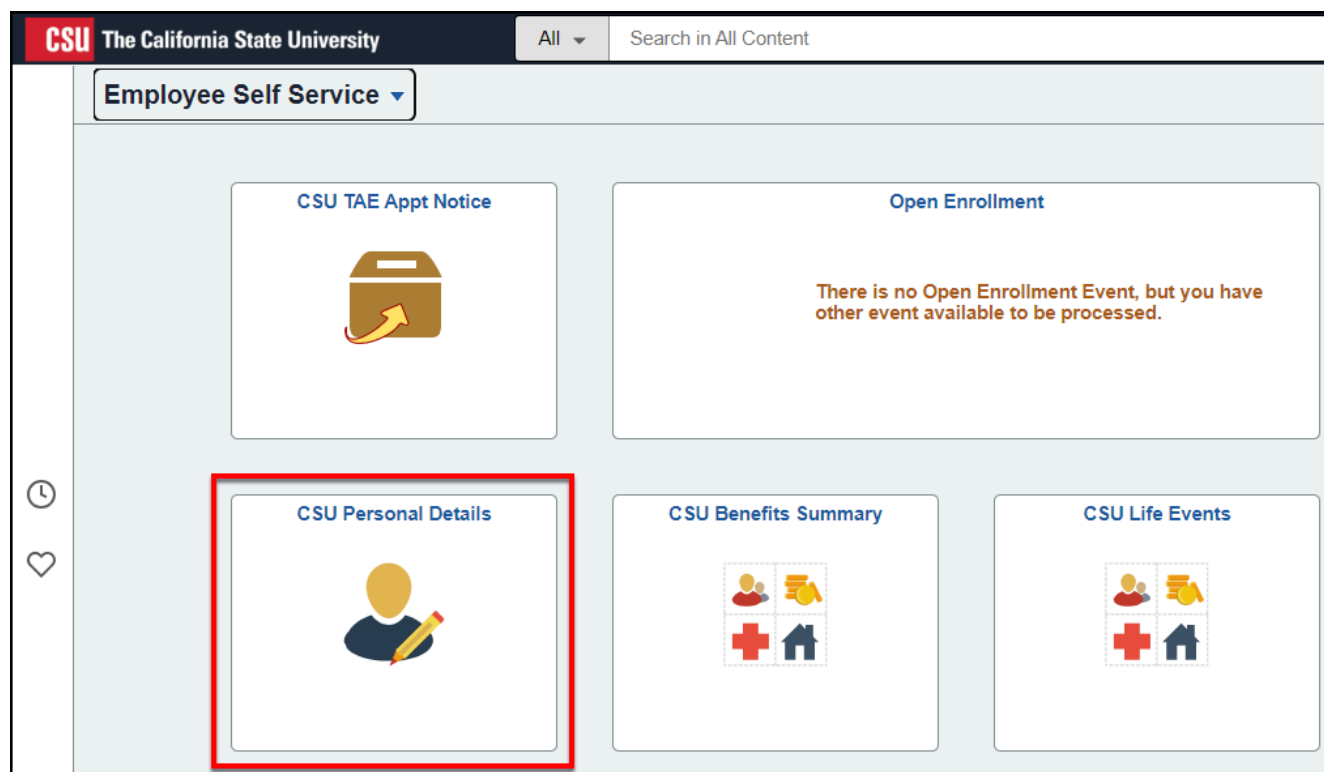 CSU The California State University All Search in All Content
Employee Self Service
CSU TAE Appt Notice
Open Enrollment
There is no Open Enrollment Event, but you have
other event available to be processed.
CSU Personal Details
CSU Benefits Summary
CSU Life Events